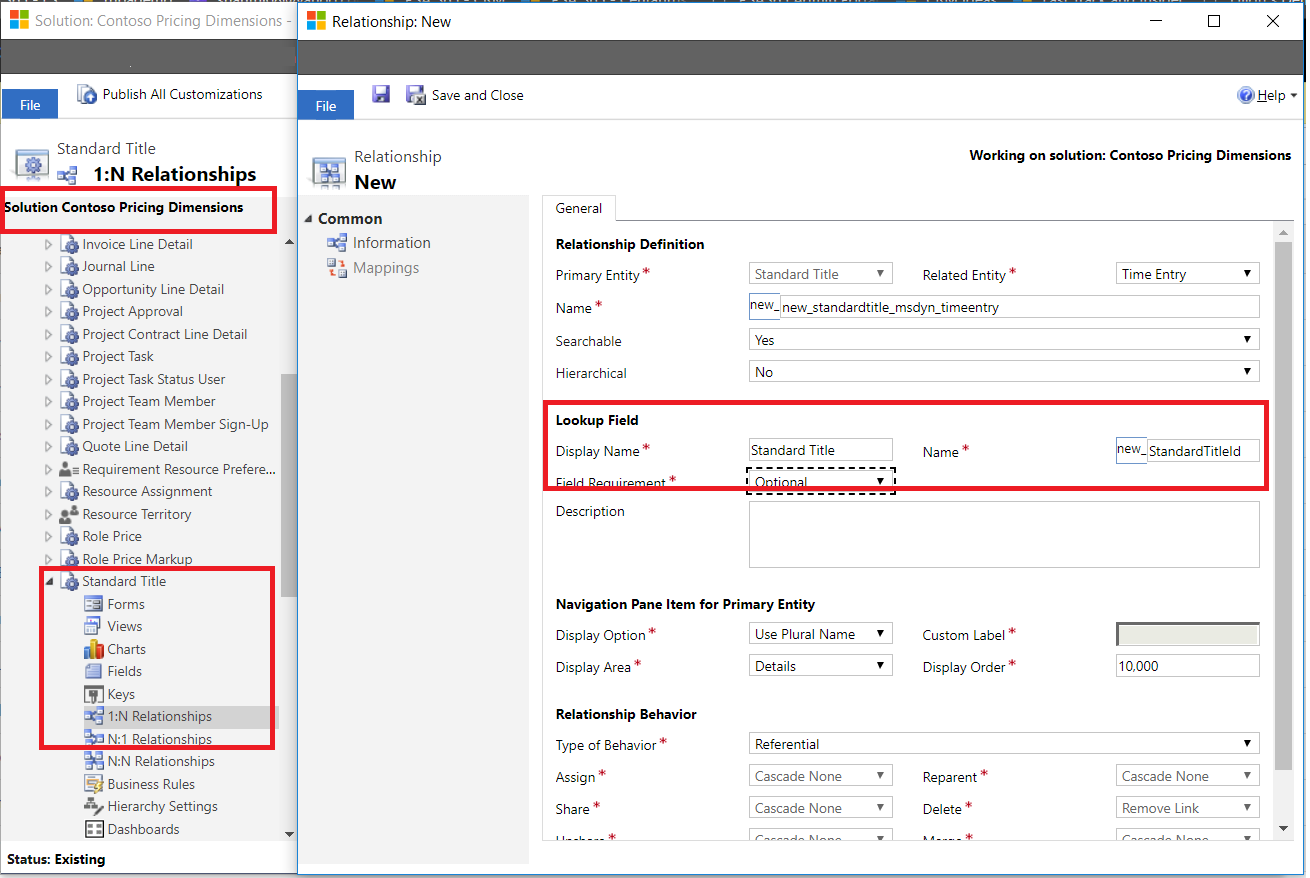 Solution: Contoso Pricing Dimensions -
File
Publish All Customizations
Standard Title
1:N Relationships
Solution Contoso Pricing Dimensions
Invoice Line Detail
Journal Line
Opportunity Line Detail
Project Approval
Project Contract Line Detail
Project Task
Project Task Status User
Project Team Member
Project Team Member Sign-Up
Quote Line Detail
Requirement Resource Prefere...
Resource Assignment
Resource Territory
Role Price
Role Price Markup
Standard Title
Forms
Views
Charts
Fields
Keys
1:N Relationships
N:1 Relationships
N:N Relationships
Business Rules
Hierarchy Settings
Dashboards
Status: Existing
Relationship: New
File
Save and Close
Help
Relationship
New
Working on solution: Contoso Pricing Dimensions
Common
Information
Mappings
General
Relationship Definition
Primary Entity* Standard Title Related Entity* Time Entry
Name* new_ new_standardtitle_msdyn_timeentry
Searchable Yes
Hierarchical No
Lookup Field
Display Name* Standard Title Name* new_ StandardTitleId
Field Requirement* Optional
Description
Navigation Pane Item for Primary Entity
Display Option* Use Plural Name Custom Label*
Display Area* Details Display Order* 10,000
Relationship Behavior
Type of Behavior* Referential
Assign* Cascade None Reparent* Cascade None
Share* Cascade None Delete* Remove Link
Unshare* Cascade None Merge* Cascade None